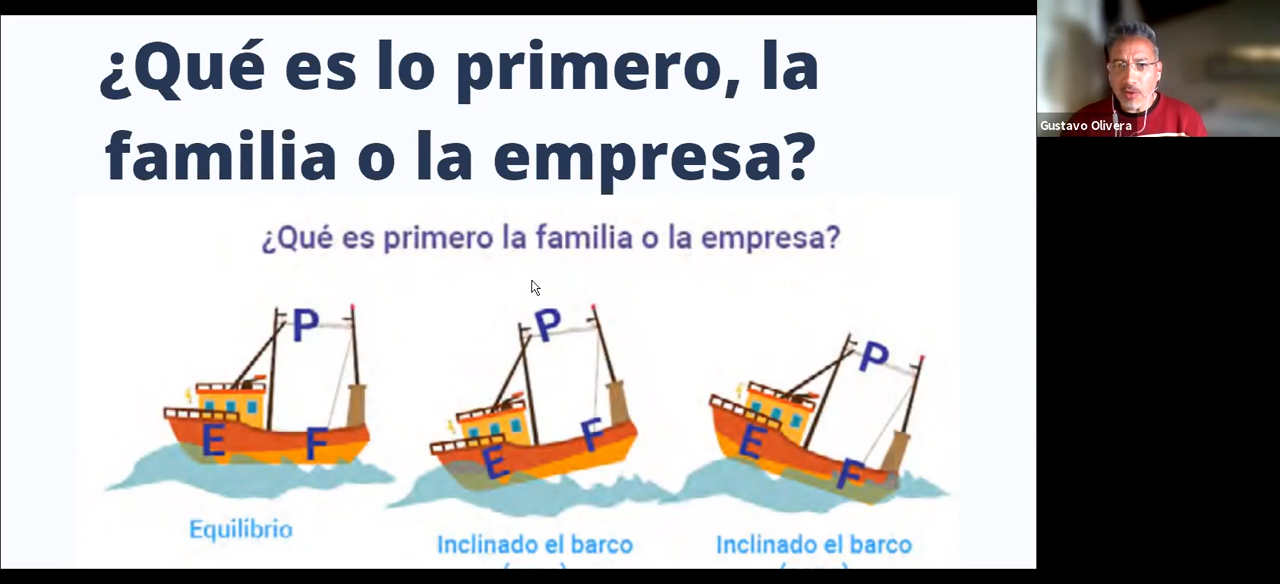 ¿Qué es lo primero, la
familia o la empresa?
¿Qué es primero la familia o la empresa?
P
E
F
P
E
F
P
E
F
Equilibrio
Inclinado el barco
Inclinado el barco
Gustavo Olivera